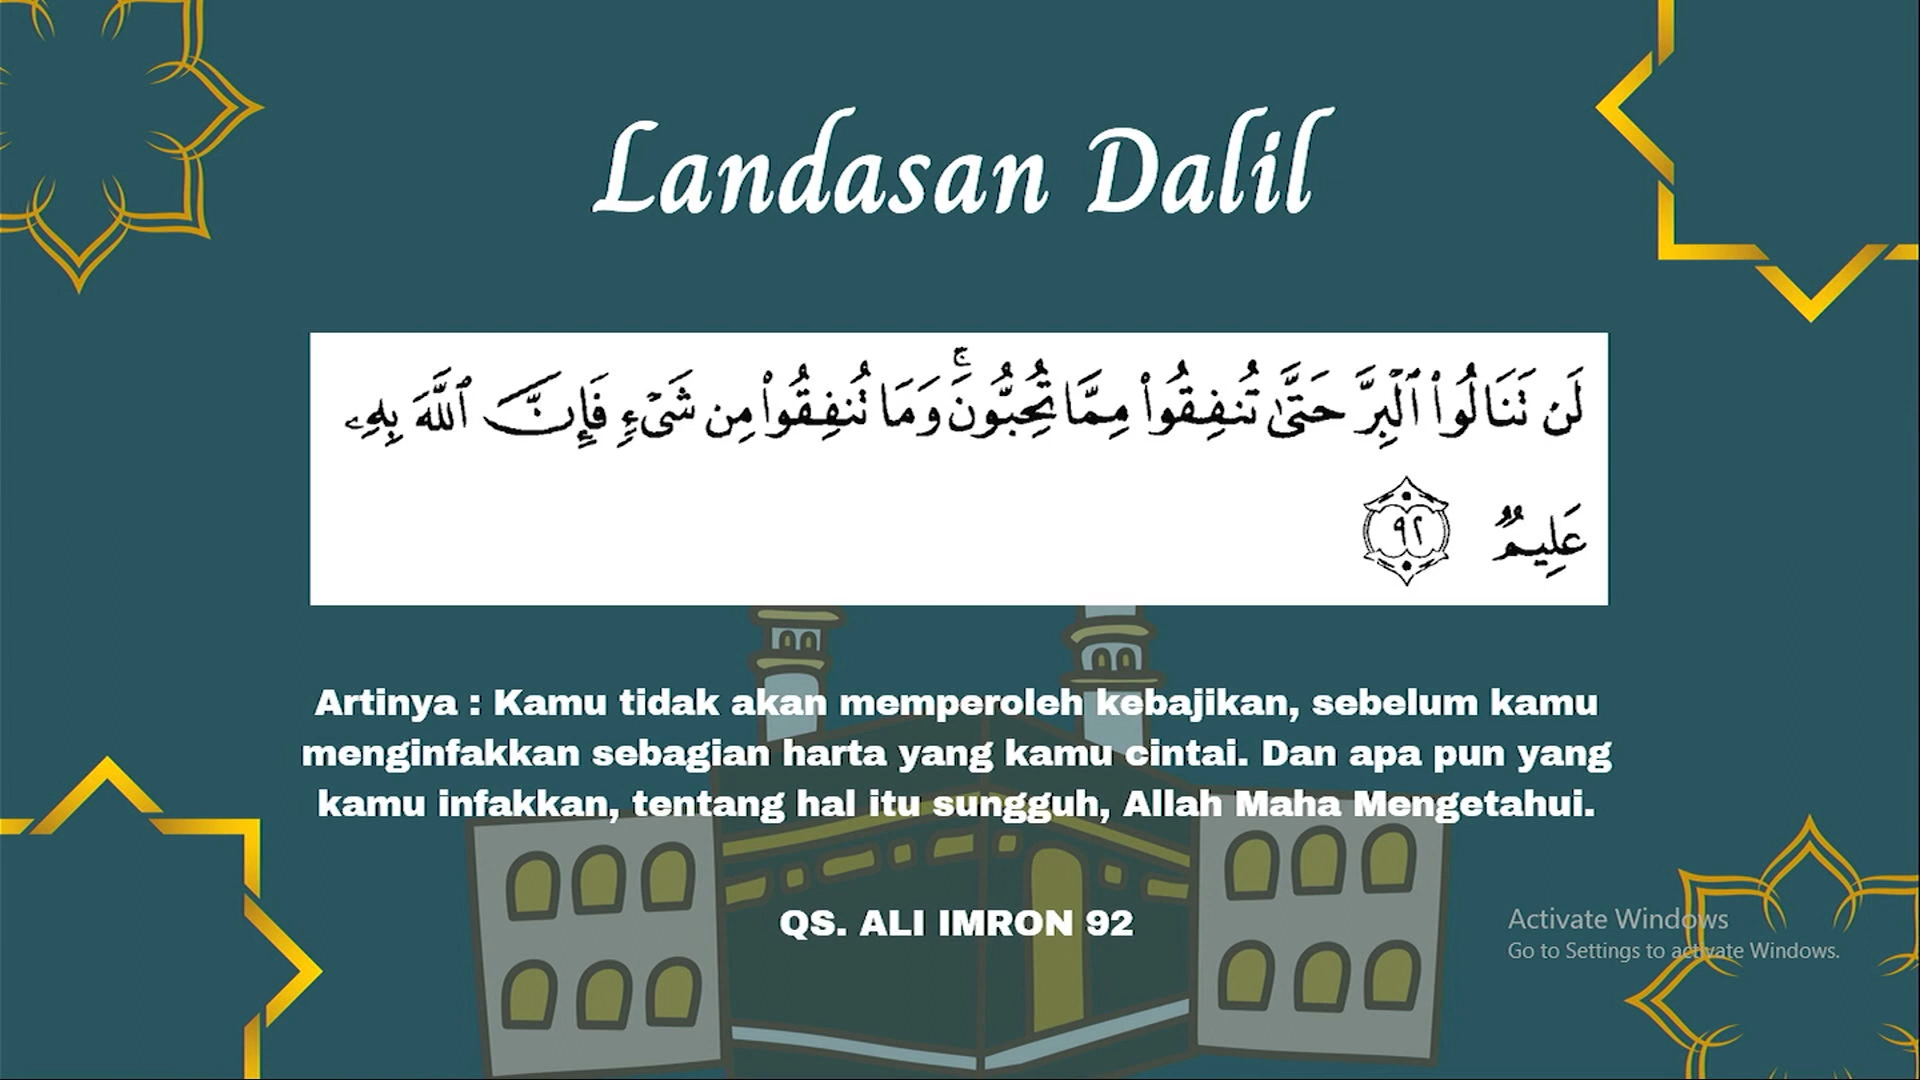 Landasan Dalil
لَن تَنَالُوا۟ ٱلْبِرَّ حَتَّىٰ تُنفِقُوا۟ مِمَّا تُحِبُّونَ ۚ وَمَا تُنفِقُوا۟ مِن شَىْءٍ فَإِنَّ ٱللَّهَ بِهِۦ
عَلِيمٌ ٩٢
Artinya : Kamu tidak akan memperoleh kebajikan, sebelum kamu
menginfakkan sebagian harta yang kamu cintai. Dan apa pun yang
kamu infakkan, tentang hal itu sungguh, Allah Maha Mengetahui.
QS. ALI IMRON 92
Activate Windows
Go to Settings to activate Windows.